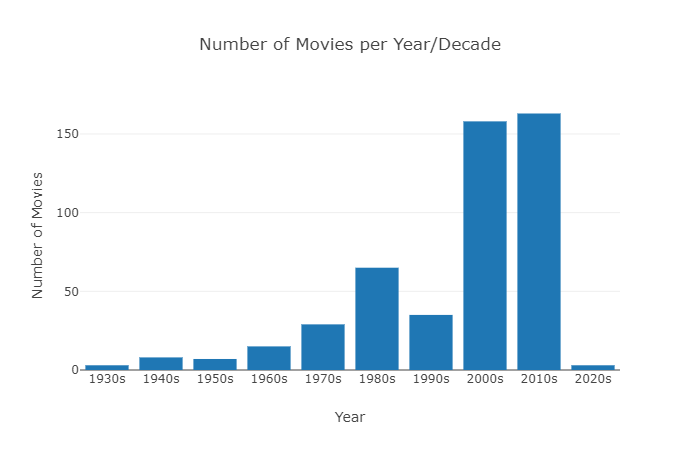 Number of Movies per Year/Decade
Number of Movies
150
100
50
0
1930s 1940s 1950s 1960s 1970s 1980s 1990s 2000s 2010s 2020s
Year